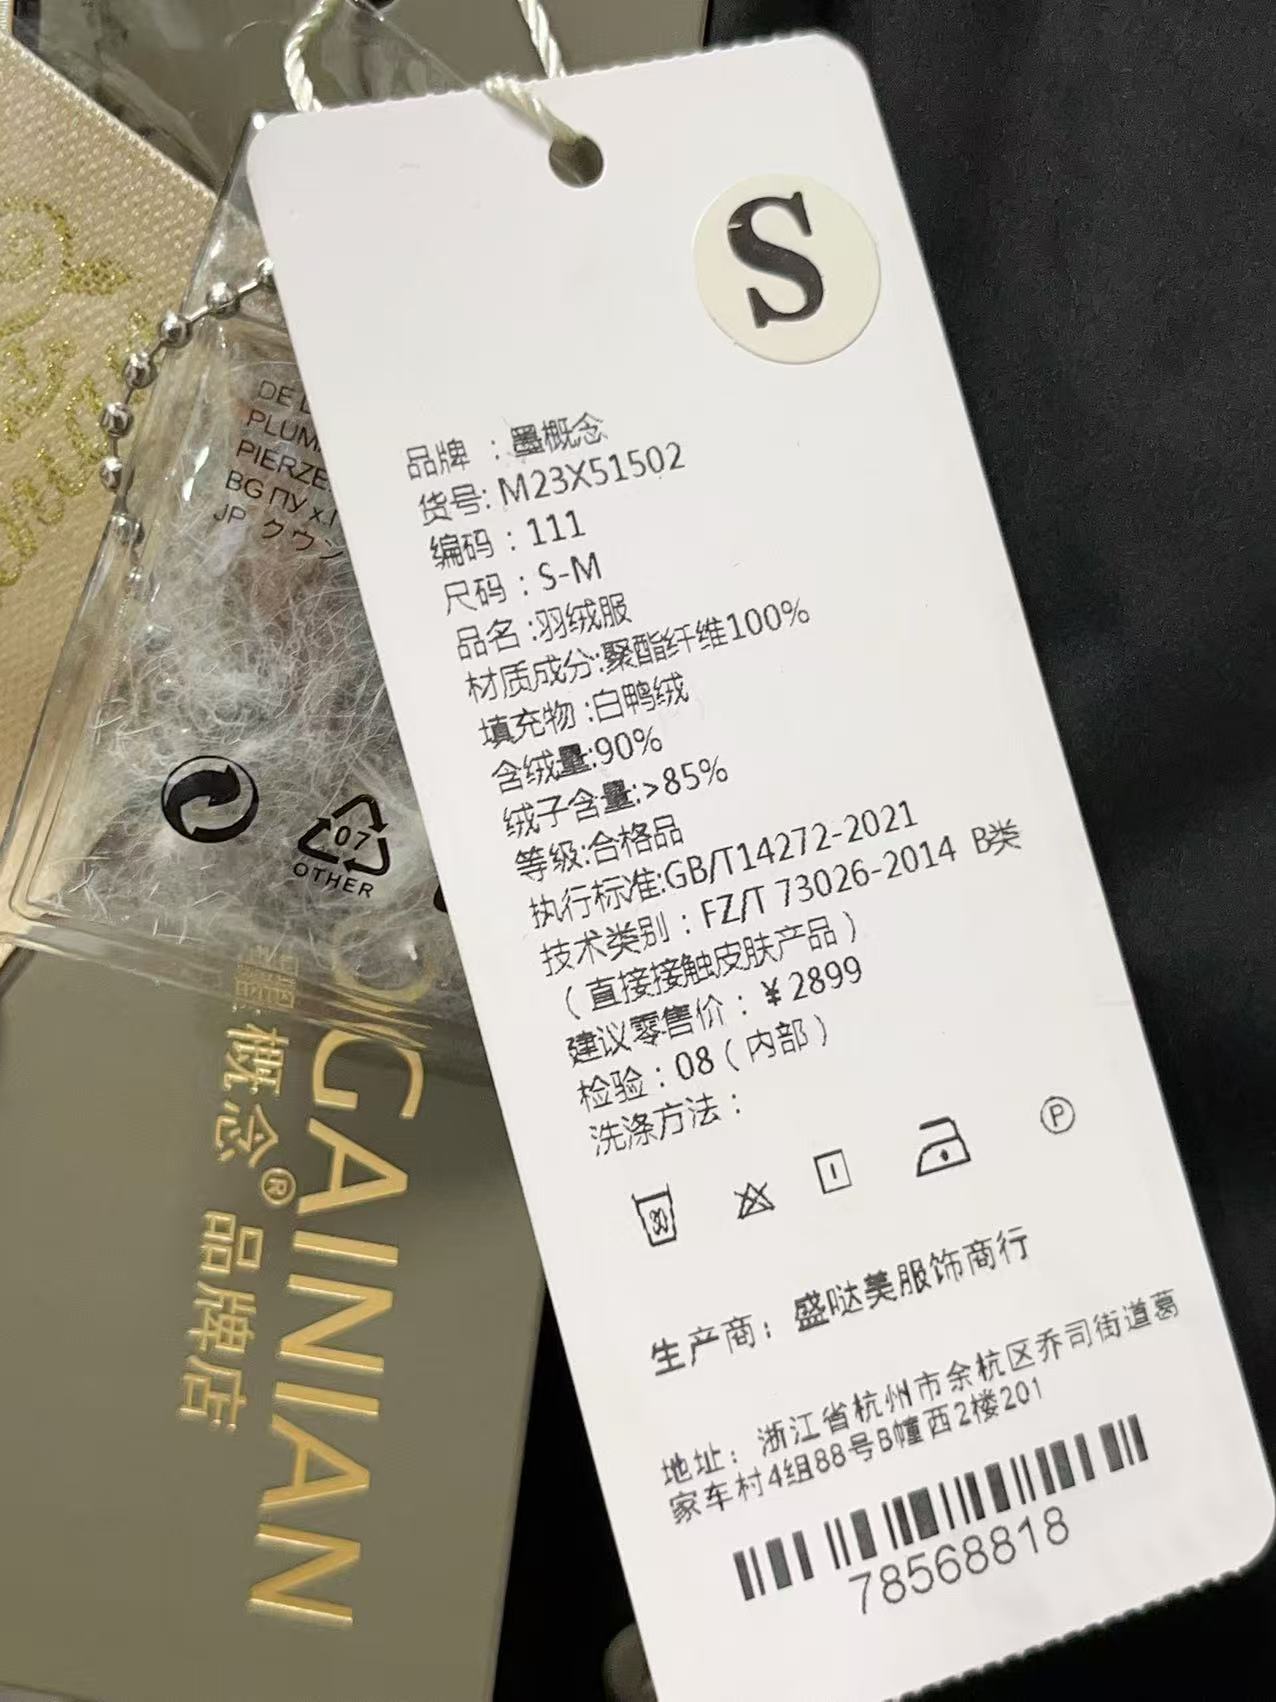 S
品牌 : 墨概念
货号: M23X51502
编码 : 111
尺码 : S-M
品名 :羽绒服
材质成分:聚酯纤维100%
填充物 :白鸭绒
含绒量:90%
绒子含量:>85%
等级:合格品
执行标准:GB/T14272-2021
技术类别 : FZ/T 73026-2014 B类
（直接接触皮肤产品）
建议零售价 : ¥2899
检验 : 08（内部）
洗涤方法 :
P
生产商: 盛哒美服饰商行
地址: 浙江省杭州市余杭区乔司街道葛
家车村4组88号B幢西2楼201
78568818
DE
PLUM
PIERZE
BG ПУ х.
JP クウン
07
OTHER
GAINIAN
墨概念® 品牌店